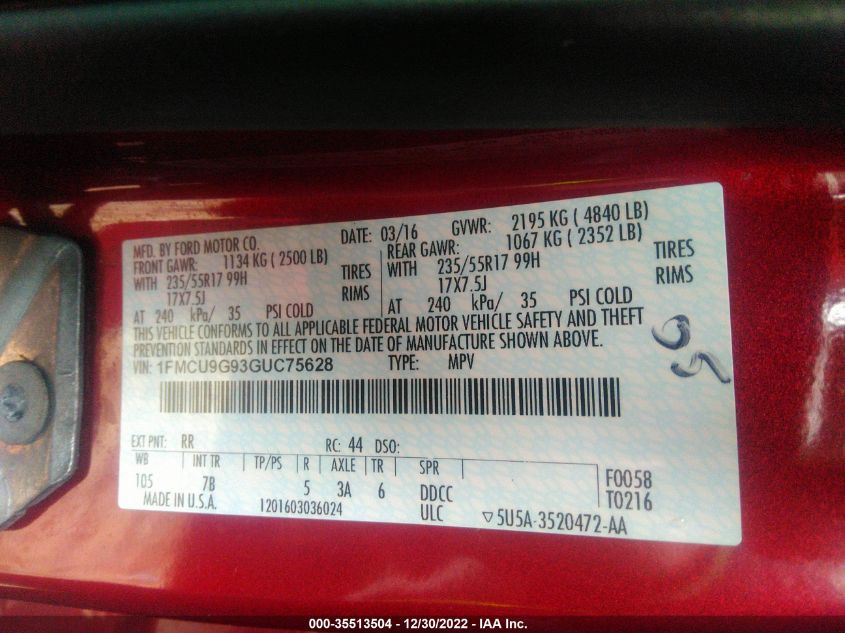 MFD. BY FORD MOTOR CO. DATE: 03/16 GVWR: 2195 KG ( 4840 LB)
FRONT GAWR: 1134 KG ( 2500 LB) REAR GAWR: 1067 KG ( 2352 LB)
WITH 235/55R17 99H TIRES WITH 235/55R17 99H TIRES
17X7.5J RIMS 17X7.5J RIMS
AT 240 kPa/ 35 PSI COLD AT 240 kPa/ 35 PSI COLD
THIS VEHICLE CONFORMS TO ALL APPLICABLE FEDERAL MOTOR VEHICLE SAFETY AND THEFT
PREVENTION STANDARDS IN EFFECT ON THE DATE OF MANUFACTURE SHOWN ABOVE.
VIN: 1FMCU9G93GUC75628 TYPE: MPV
EXT PNT: RR RC: 44 DSO:
WB INT TR TP/PS R AXLE TR SPR F0058
105 7B 5 3A 6 DDCC T0216
MADE IN U.S.A. 1201603036024 ULC ▽5U5A-3520472-AA
000-35513504 - 12/30/2022 - IAA Inc.